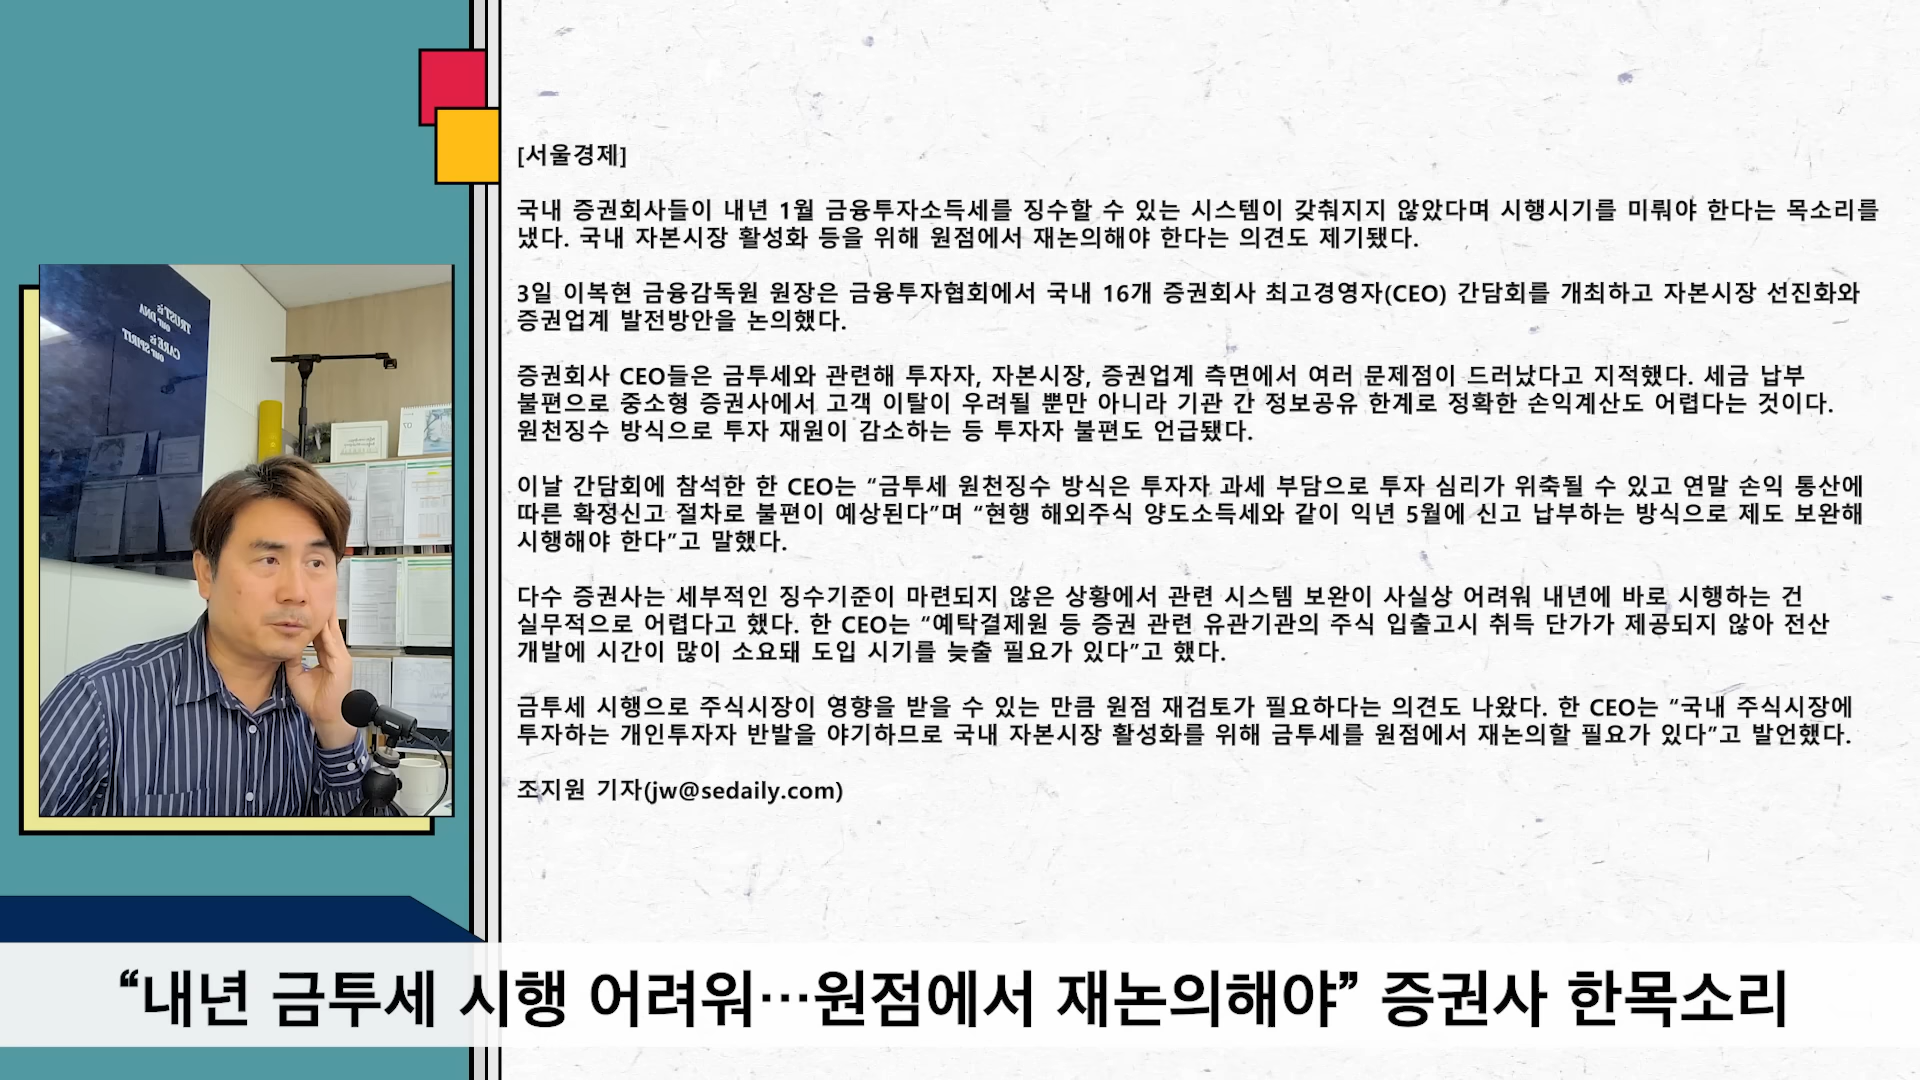 [서울경제]
국내 증권회사들이 내년 1월 금융투자소득세를 징수할 수 있는 시스템이 갖춰지지 않았다며 시행시기를 미뤄야 한다는 목소리를
냈다. 국내 자본시장 활성화 등을 위해 원점에서 재논의해야 한다는 의견도 제기됐다.
3일 이복현 금융감독원 원장은 금융투자협회에서 국내 16개 증권회사 최고경영자(CEO) 간담회를 개최하고 자본시장 선진화와
증권업계 발전방안을 논의했다.
증권회사 CEO들은 금투세와 관련해 투자자, 자본시장, 증권업계 측면에서 여러 문제점이 드러났다고 지적했다. 세금 납부
불편으로 중소형 증권사에서 고객 이탈이 우려될 뿐만 아니라 기관 간 정보공유 한계로 정확한 손익계산도 어렵다는 것이다.
원천징수 방식으로 투자 재원이 감소하는 등 투자자 불편도 언급됐다.
이날 간담회에 참석한 한 CEO는 “금투세 원천징수 방식은 투자자 과세 부담으로 투자 심리가 위축될 수 있고 연말 손익 통산에
따른 확정신고 절차로 불편이 예상된다”며 “현행 해외주식 양도소득세와 같이 익년 5월에 신고 납부하는 방식으로 제도 보완해
시행해야 한다”고 말했다.
다수 증권사는 세부적인 징수기준이 마련되지 않은 상황에서 관련 시스템 보완이 사실상 어려워 내년에 바로 시행하는 건
실무적으로 어렵다고 했다. 한 CEO는 “예탁결제원 등 증권 관련 유관기관의 주식 입출고시 취득 단가가 제공되지 않아 전산
개발에 시간이 많이 소요돼 도입 시기를 늦출 필요가 있다”고 했다.
금투세 시행으로 주식시장이 영향을 받을 수 있는 만큼 원점 재검토가 필요하다는 의견도 나왔다. 한 CEO는 “국내 주식시장에
투자하는 개인투자자 반발을 야기하므로 국내 자본시장 활성화를 위해 금투세를 원점에서 재논의할 필요가 있다”고 발언했다.
조지원 기자(jw@sedaily.com)
TRUST is
our DNA
CARE is
our SPIRIT
“내년 금투세 시행 어려워…원점에서 재논의해야” 증권사 한목소리